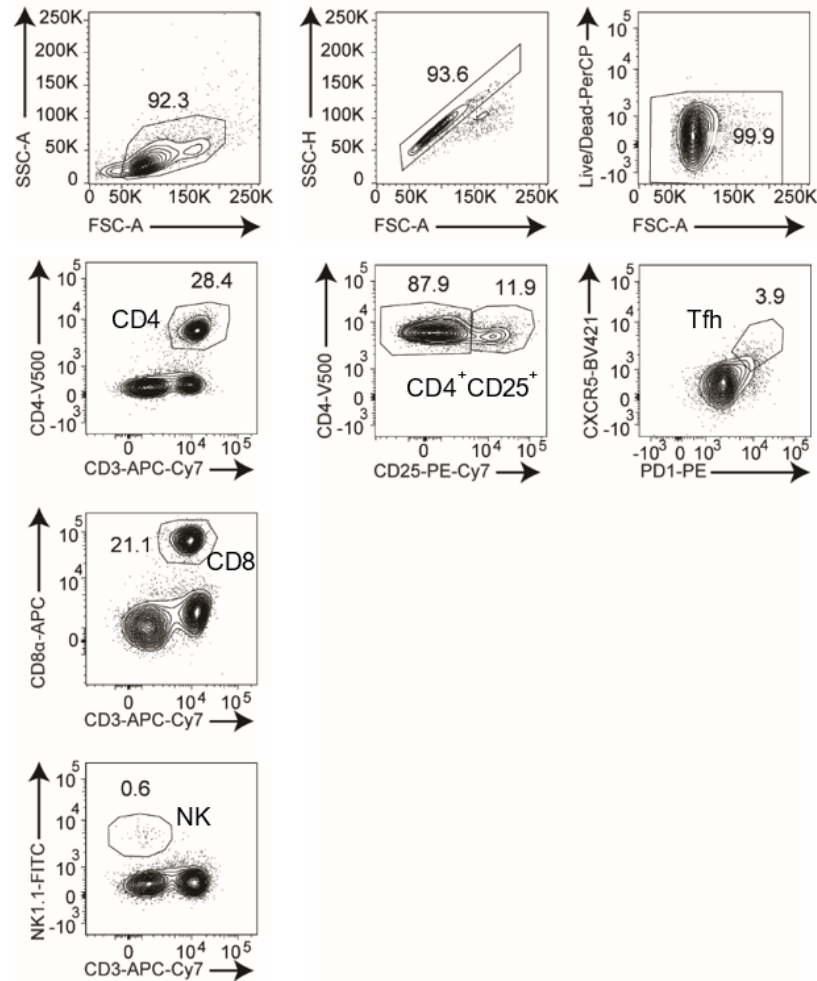 250K
200K
150K
100K
50K
0
SSC-A
92.3
0 50K 150K 250K
FSC-A
250K
200K
150K
100K
50K
0
SSC-H
93.6
0 50K 150K 250K
FSC-A
10^5
10^4
10^3
0
-10^3
Live/Dead-PerCP
99.9
0 50K 150K 250K
FSC-A
10^5
10^4
10^3
0
-10^3
CD4-V500
28.4
CD4
0 10^4 10^5
CD3-APC-Cy7
10^5
10^4
10^3
0
-10^3
CD4-V500
87.9 11.9
CD4^+CD25^+
0 10^4 10^5
CD25-PE-Cy7
10^5
10^4
10^3
0
-10^3
CXCR5-BV421
3.9
Tfh
-10^3 0 10^3 10^4 10^5
PD1-PE
10^5
10^4
0
CD8α-APC
21.1
CD8
0 10^4 10^5
CD3-APC-Cy7
10^5
10^4
10^3
0
-10^3
NK1.1-FITC
0.6
NK
0 10^4 10^5
CD3-APC-Cy7